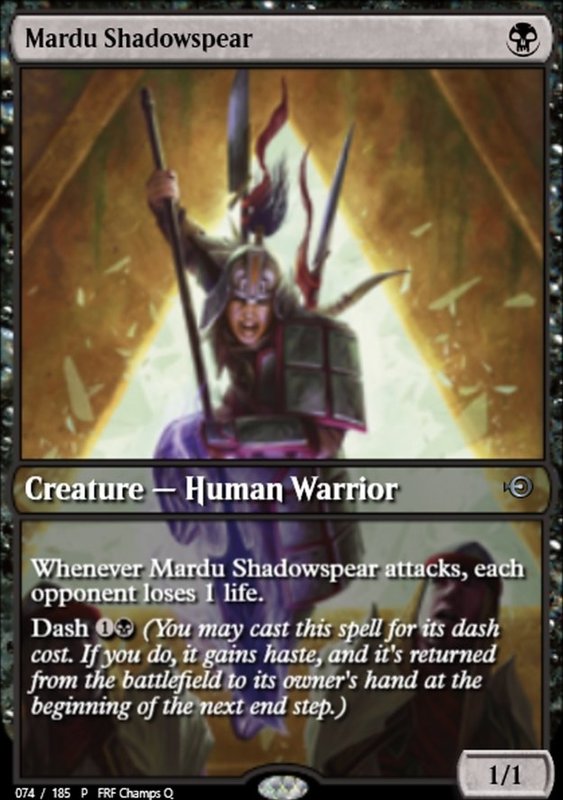 Mardu Shadowspear
Creature — Human Warrior
Whenever Mardu Shadowspear attacks, each
opponent loses 1 life.
Dash 1 (You may cast this spell for its dash
cost. If you do, it gains haste, and it's returned
from the battlefield to its owner's hand at the
beginning of the next end step.)
1/1
074 / 185 P FRF Champs Q